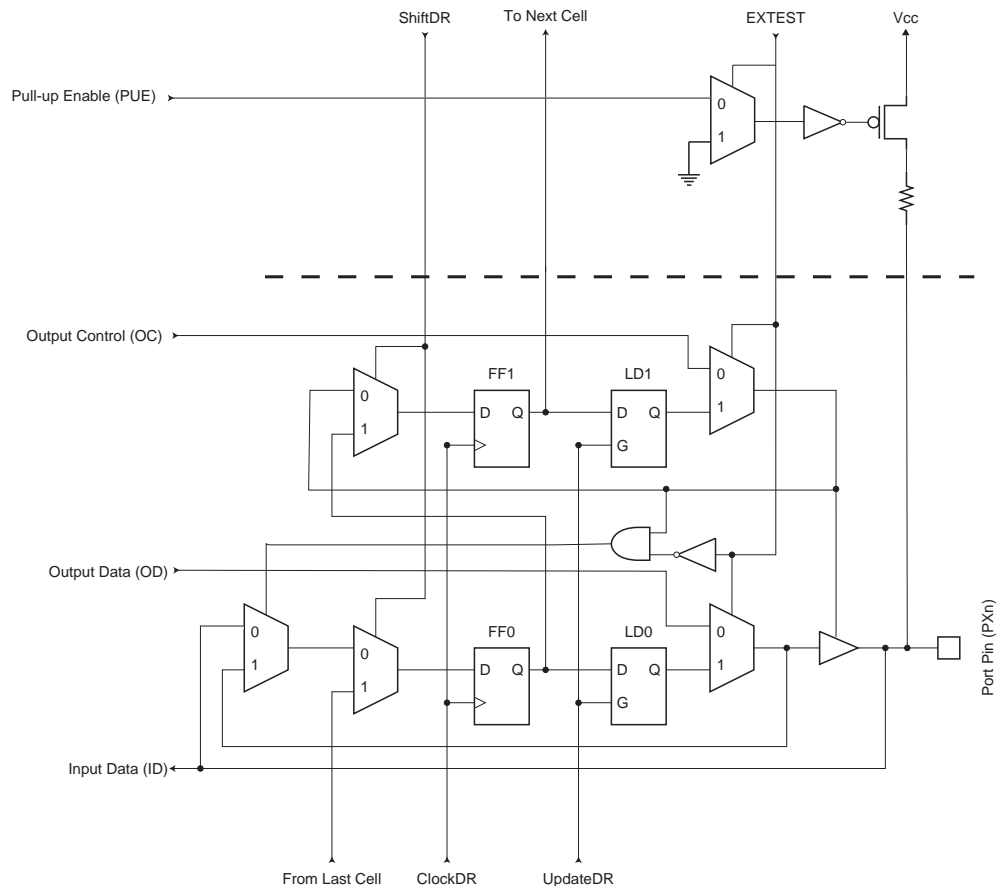 ShiftDR To Next Cell EXTEST Vcc
Pull-up Enable (PUE)
0
1
Output Control (OC)
FF1 LD1
0
0
1
D Q D Q 1
G
Output Data (OD)
FF0 LD0
0
0
0
1
1
D Q D Q 1
G
Port Pin (PXn)
Input Data (ID)
From Last Cell ClockDR UpdateDR